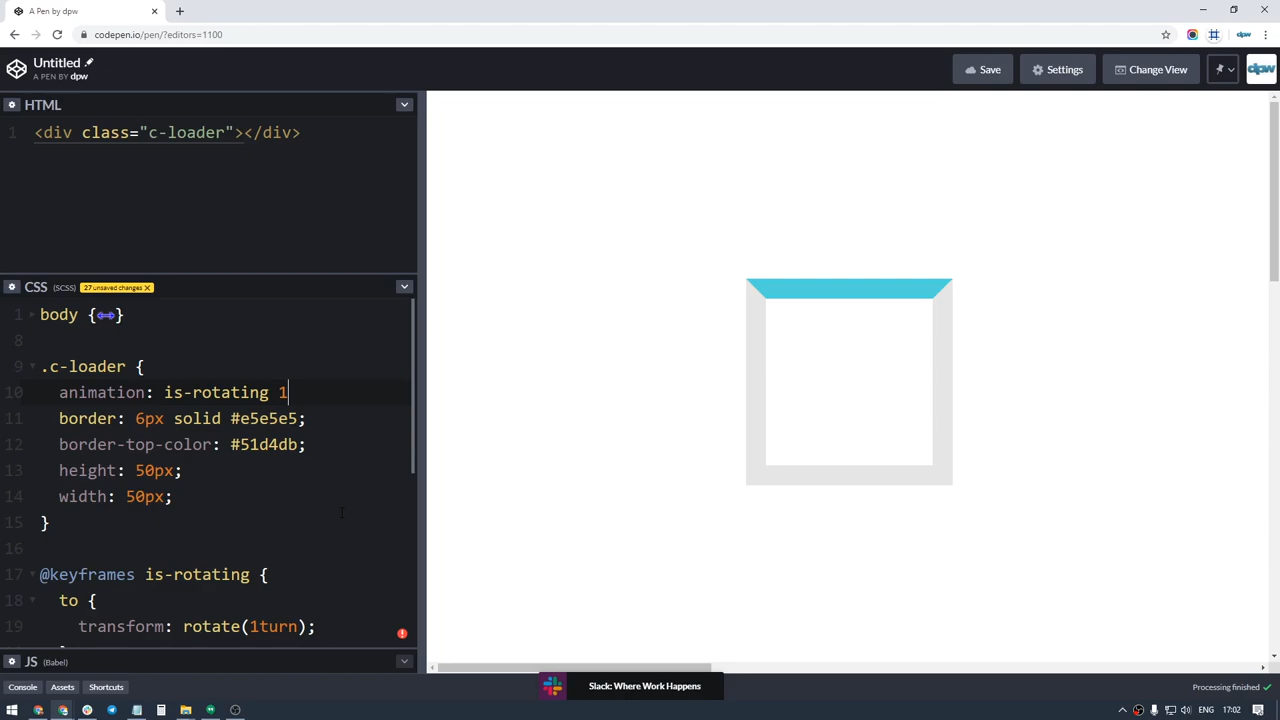 A Pen by dpw
codepen.io/pen/?editors=1100
dpw
Untitled
A PEN BY dpw
Save
Settings
Change View
dpw
HTML
1 <div class="c-loader"></div>
CSS (SCSS) 27 unsaved changes
1 body {}
8
9 .c-loader {
10 animation: is-rotating 1
11 border: 6px solid #e5e5e5;
12 border-top-color: #51d4db;
13 height: 50px;
14 width: 50px;
15 }
16
17 @keyframes is-rotating {
18 to {
19 transform: rotate(1turn);
JS (Babel)
Console Assets Shortcuts
Slack: Where Work Happens
Processing finished
ENG 17:02